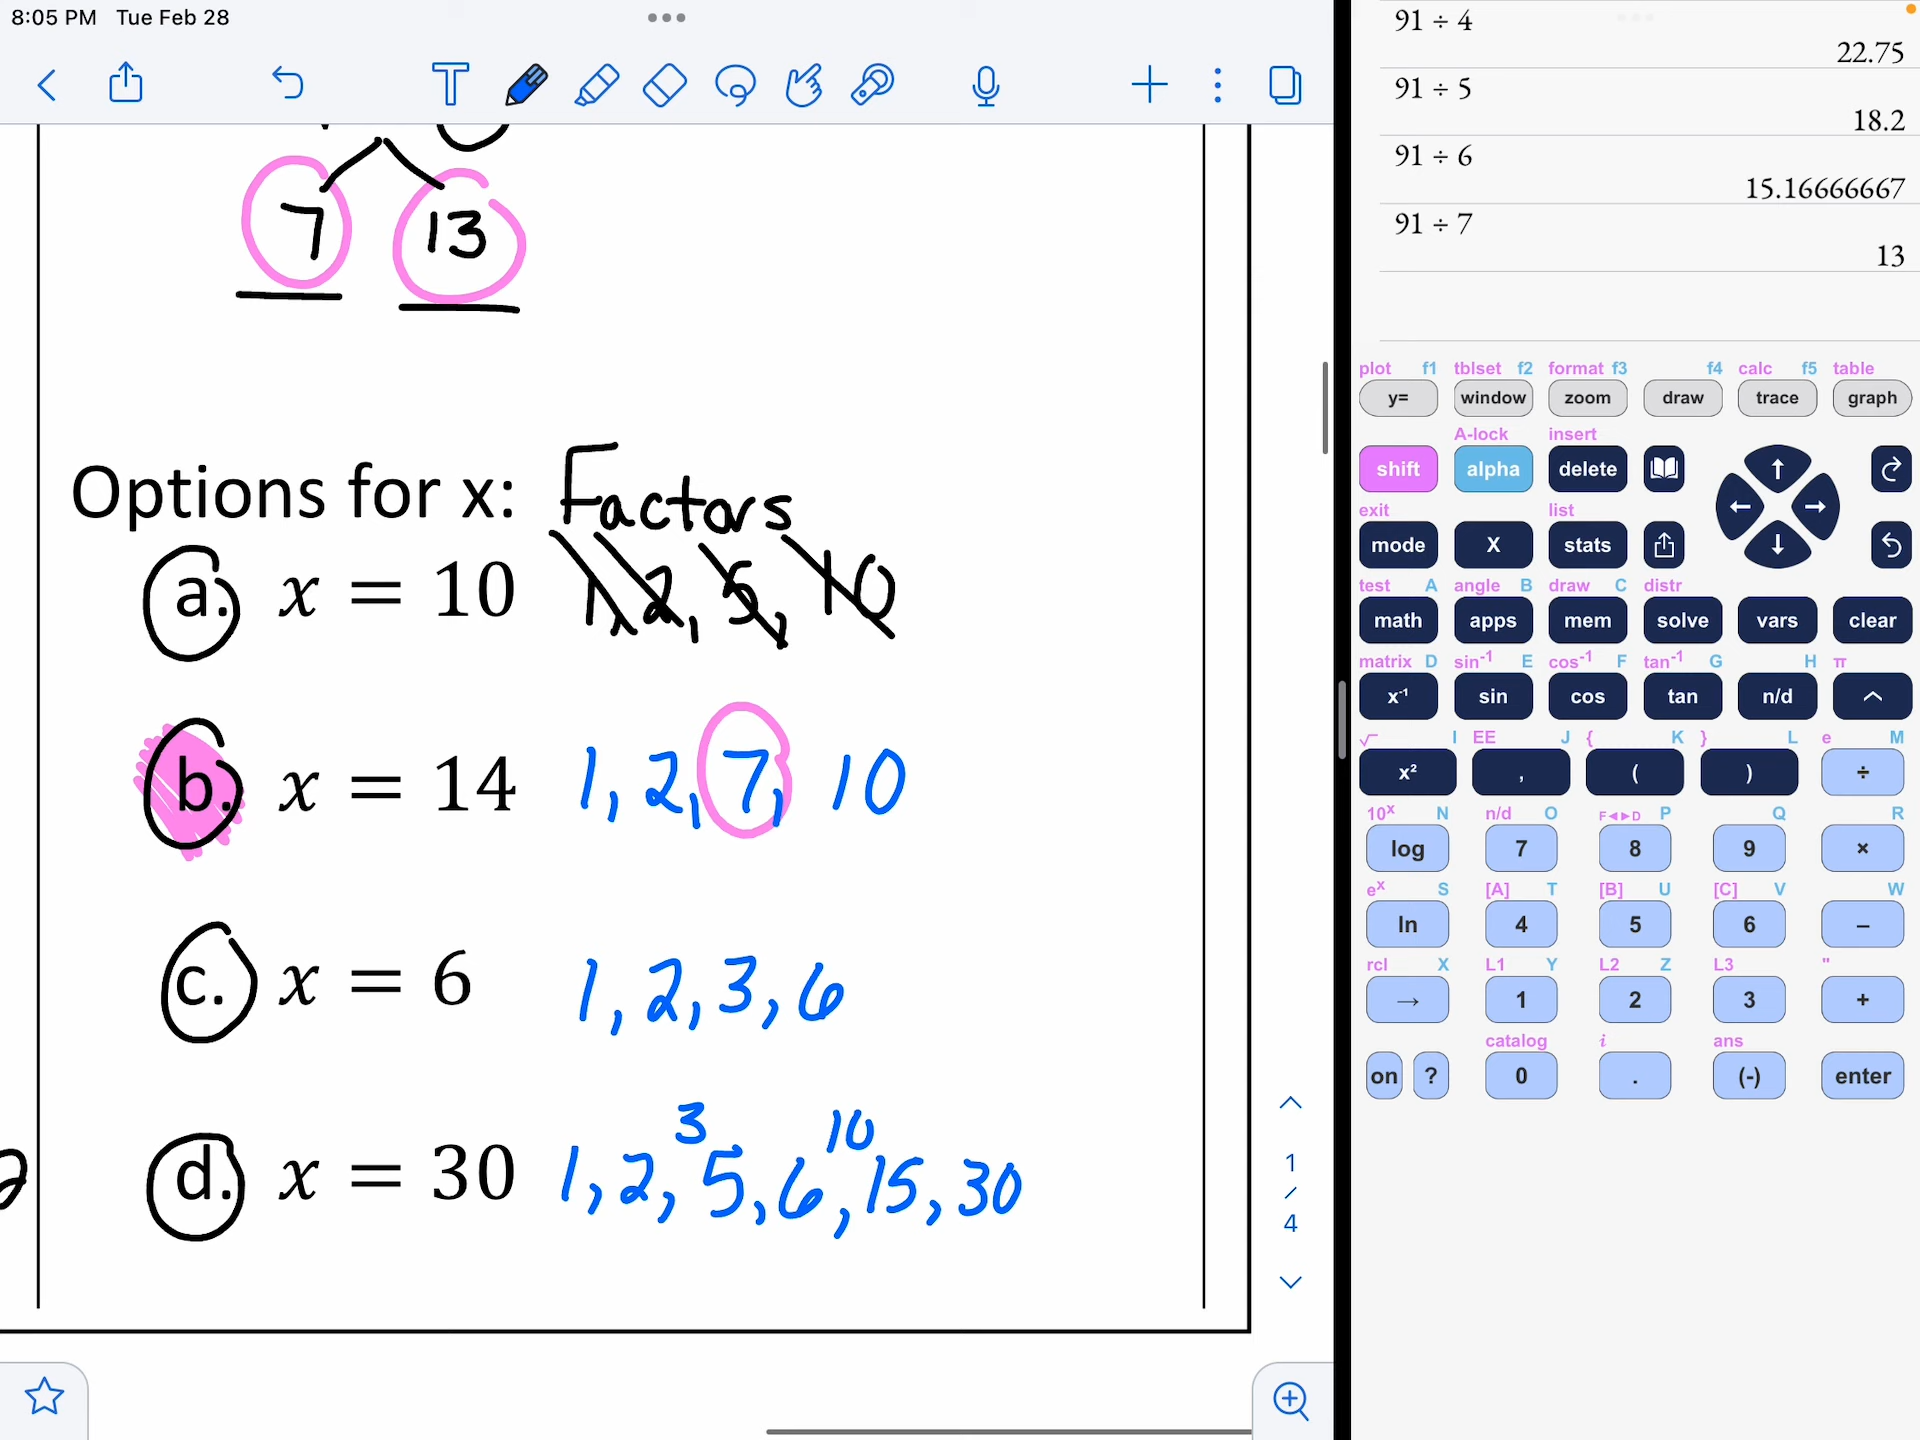 8:05 PM Tue Feb 28
7 13
Options for x: Factors
a. x = 10 1, 2, 5, 10
b. x = 14 1, 2, 7, 10
c. x = 6 1, 2, 3, 6
3 10
d. x = 30 1, 2, 5, 6, 15, 30
1
/
4
91 ÷ 4
22.75
91 ÷ 5
18.2
91 ÷ 6
15.16666667
91 ÷ 7
13
plot f1 tblset f2 format f3 f4 calc f5 table
y= window zoom draw trace graph
A-lock insert
shift alpha delete
exit list
mode X stats
test A angle B draw C distr
math apps mem solve vars clear
matrix D sin⁻¹ E cos⁻¹ F tan⁻¹ G H π
x⁻¹ sin cos tan n/d ^
√ I EE J { K } L e M
x² , ( ) ÷
10ˣ N n/d O F◄►D P Q R
log 7 8 9 ×
eˣ S [A] T [B] U [C] V W
ln 4 5 6 −
rcl X L1 Y L2 Z L3 "
→ 1 2 3 +
catalog i ans
on ? 0 . (-) enter